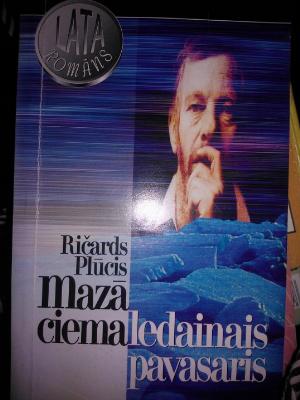 LATA
ROMĀNS
Ričards
Plūcis
Mazā
ciema ledainais
pavasaris